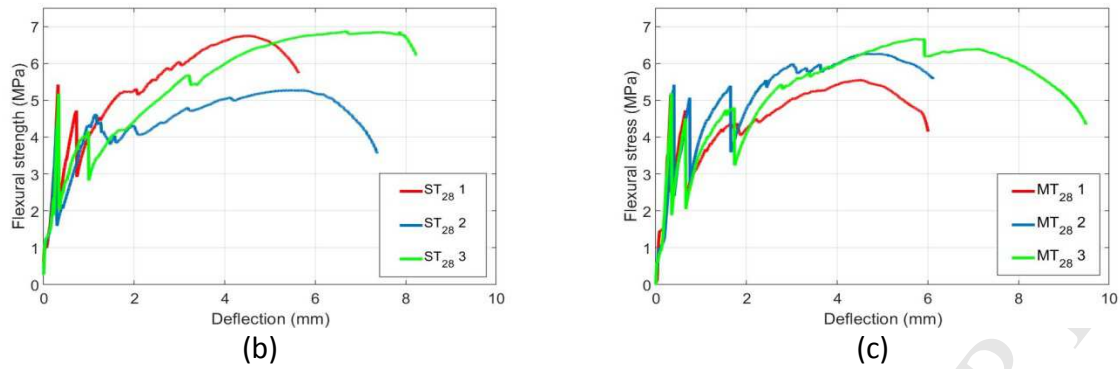 7
6
5
4
3
2
1
0
Flexural strength (MPa)
0 2 4 6 8 10
Deflection (mm)
ST28 1
ST28 2
ST28 3
(b)
7
6
5
4
3
2
1
0
Flexural stress (MPa)
0 2 4 6 8 10
Deflection (mm)
MT28 1
MT28 2
MT28 3
(c)